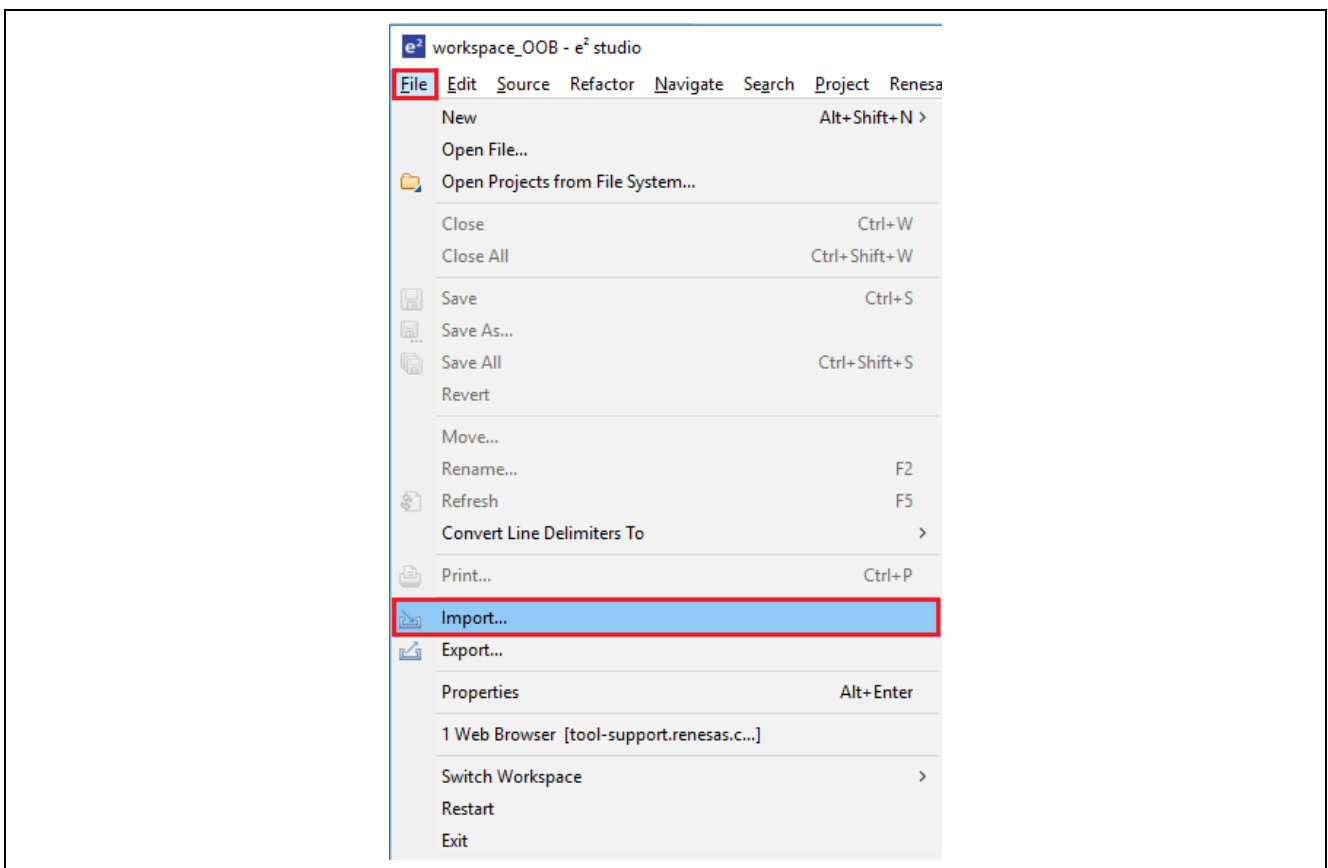 e² workspace_OOB - e² studio
File Edit Source Refactor Navigate Search Project Renesa
New Alt+Shift+N >
Open File...
Open Projects from File System...
Close Ctrl+W
Close All Ctrl+Shift+W
Save Ctrl+S
Save As...
Save All Ctrl+Shift+S
Revert
Move...
Rename... F2
Refresh F5
Convert Line Delimiters To >
Print... Ctrl+P
Import...
Export...
Properties Alt+Enter
1 Web Browser [tool-support.renesas.c...]
Switch Workspace >
Restart
Exit